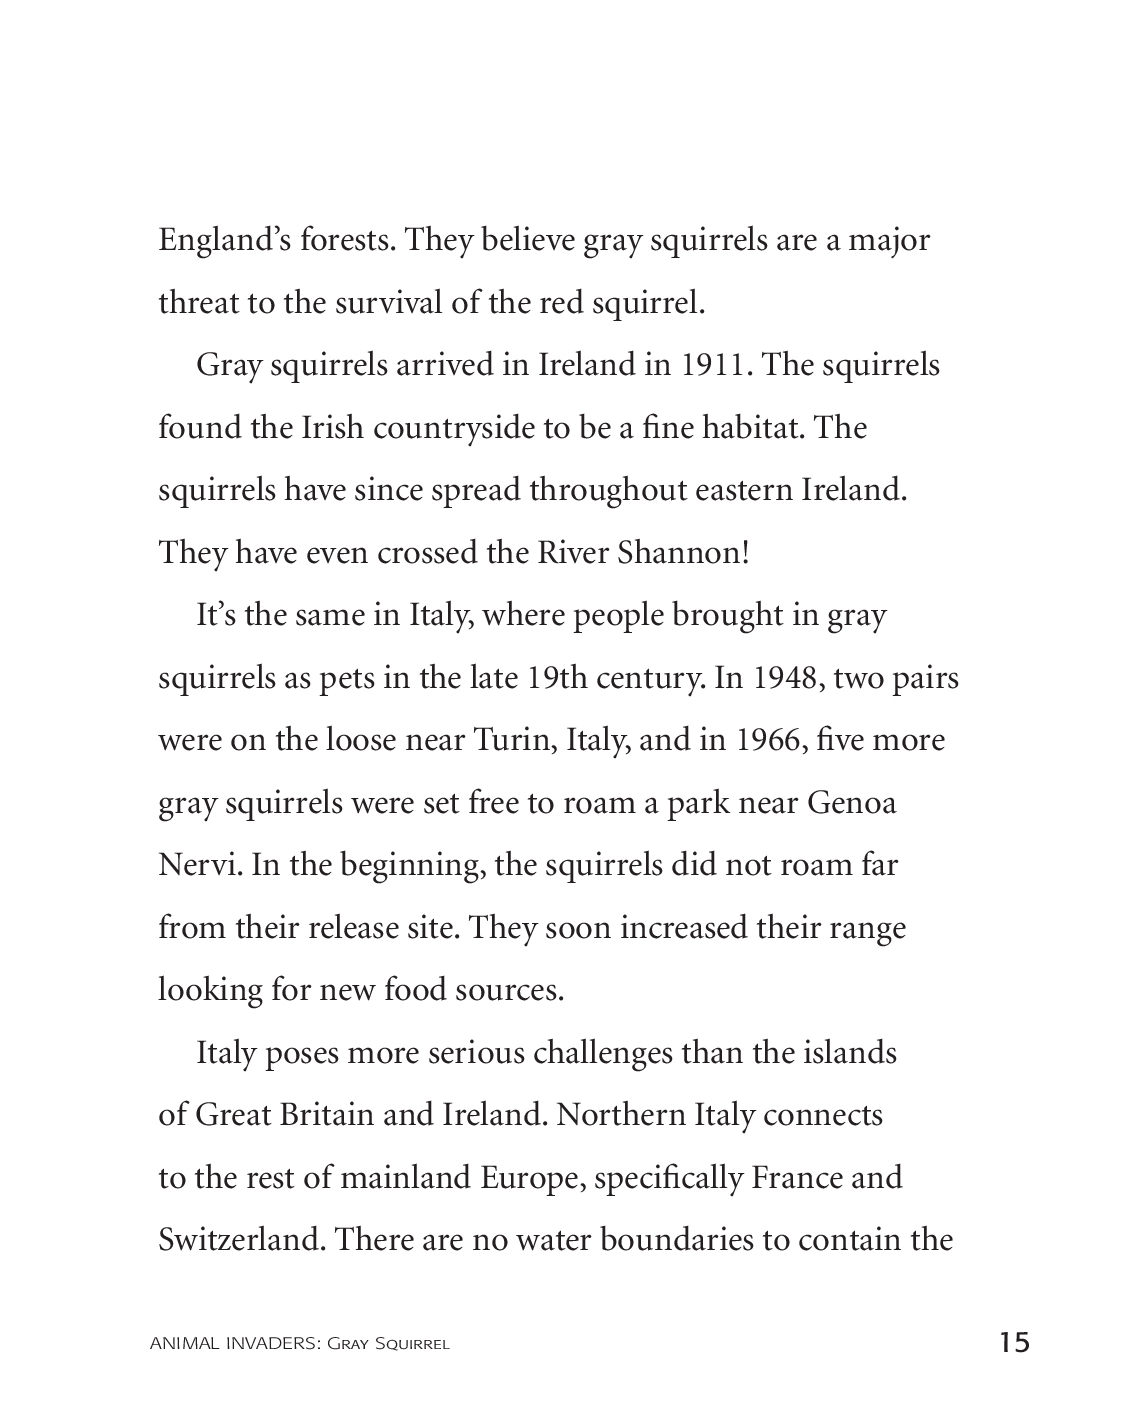 England’s forests. They believe gray squirrels are a major
threat to the survival of the red squirrel.
Gray squirrels arrived in Ireland in 1911. The squirrels
found the Irish countryside to be a fine habitat. The
squirrels have since spread throughout eastern Ireland.
They have even crossed the River Shannon!
It’s the same in Italy, where people brought in gray
squirrels as pets in the late 19th century. In 1948, two pairs
were on the loose near Turin, Italy, and in 1966, five more
gray squirrels were set free to roam a park near Genoa
Nervi. In the beginning, the squirrels did not roam far
from their release site. They soon increased their range
looking for new food sources.
Italy poses more serious challenges than the islands
of Great Britain and Ireland. Northern Italy connects
to the rest of mainland Europe, specifically France and
Switzerland. There are no water boundaries to contain the
ANIMAL INVADERS: Gray Squirrel 15